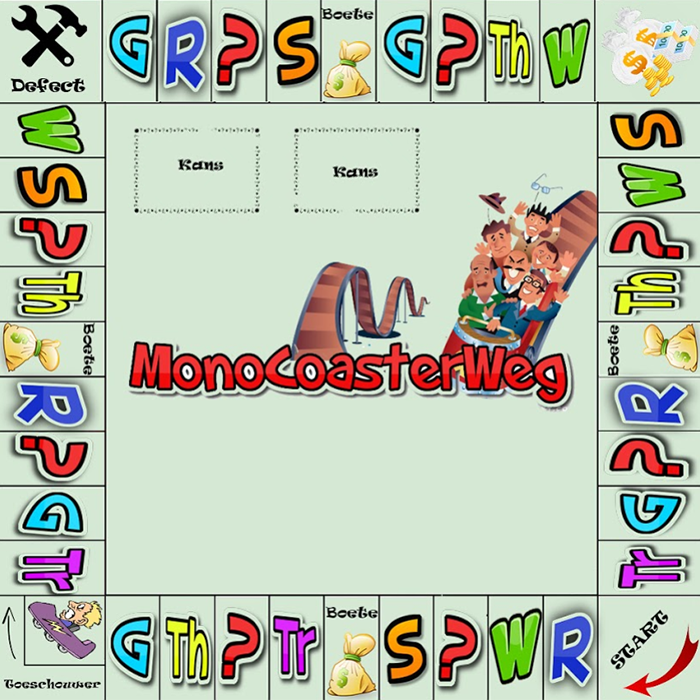 G R ? S Boete $ G ? Th W $ $
Defect
W
S
?
Th
Boete
$
R
?
G
Tr
Kans
Kans
MonoCoasterWeg
S
W
?
Th
Boete
$
R
?
G
Tr
G Th ? Tr Boete $ S ? W R
Toeschouwer
START